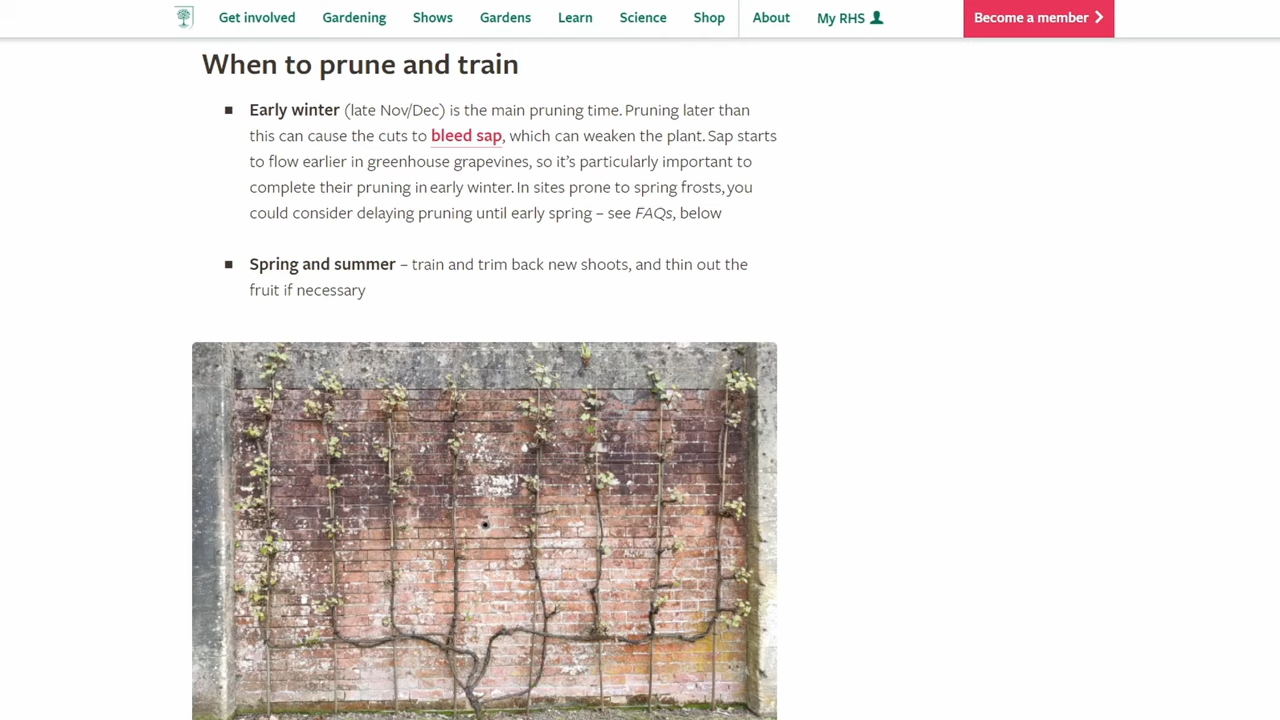 Get involved Gardening Shows Gardens Learn Science Shop About My RHS Become a member
When to prune and train
Early winter (late Nov/Dec) is the main pruning time. Pruning later than
this can cause the cuts to bleed sap, which can weaken the plant. Sap starts
to flow earlier in greenhouse grapevines, so it’s particularly important to
complete their pruning in early winter. In sites prone to spring frosts, you
could consider delaying pruning until early spring – see FAQs, below
Spring and summer – train and trim back new shoots, and thin out the
fruit if necessary